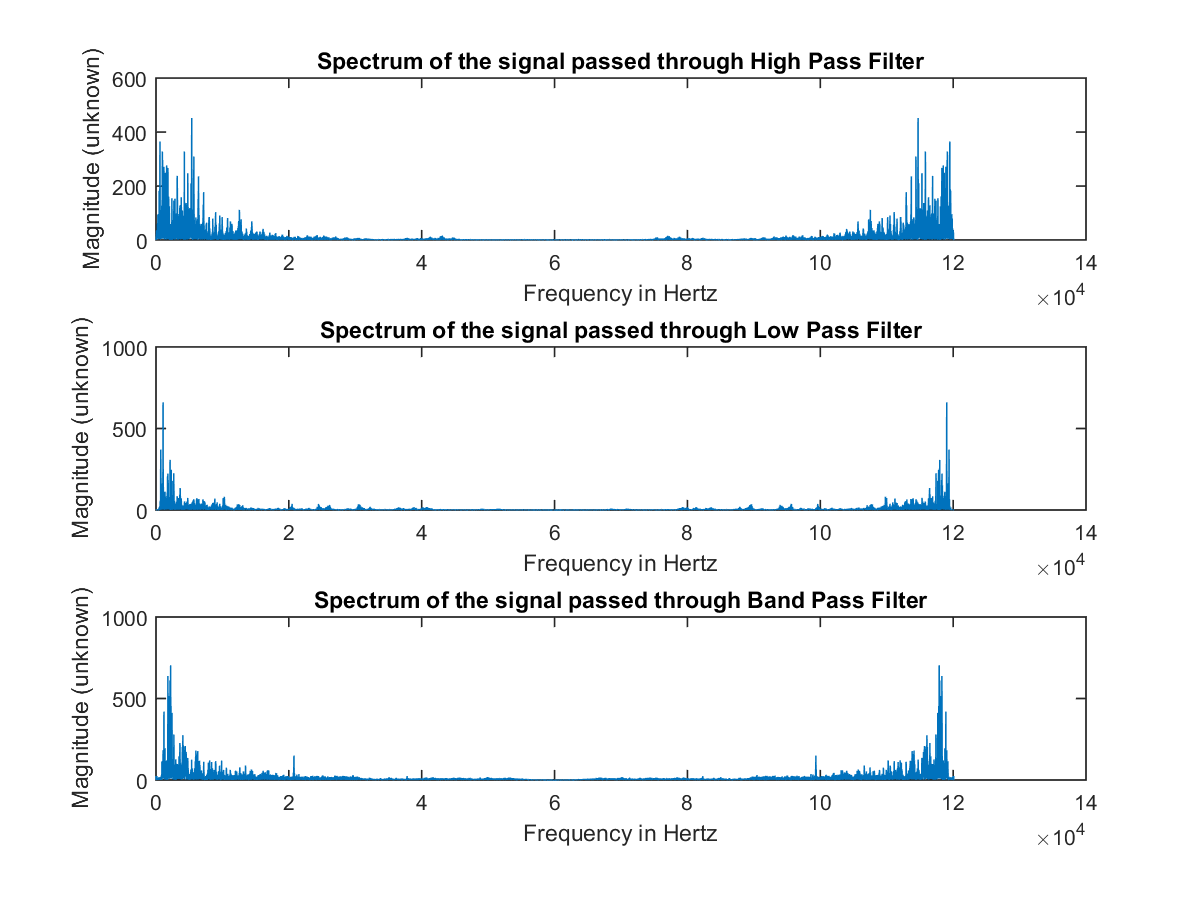 Spectrum of the signal passed through High Pass Filter
Magnitude (unknown)
600
400
200
0
0 2 4 6 8 10 12 14
Frequency in Hertz
×10^4
Spectrum of the signal passed through Low Pass Filter
Magnitude (unknown)
1000
500
0
0 2 4 6 8 10 12 14
Frequency in Hertz
×10^4
Spectrum of the signal passed through Band Pass Filter
Magnitude (unknown)
1000
500
0
0 2 4 6 8 10 12 14
Frequency in Hertz
×10^4